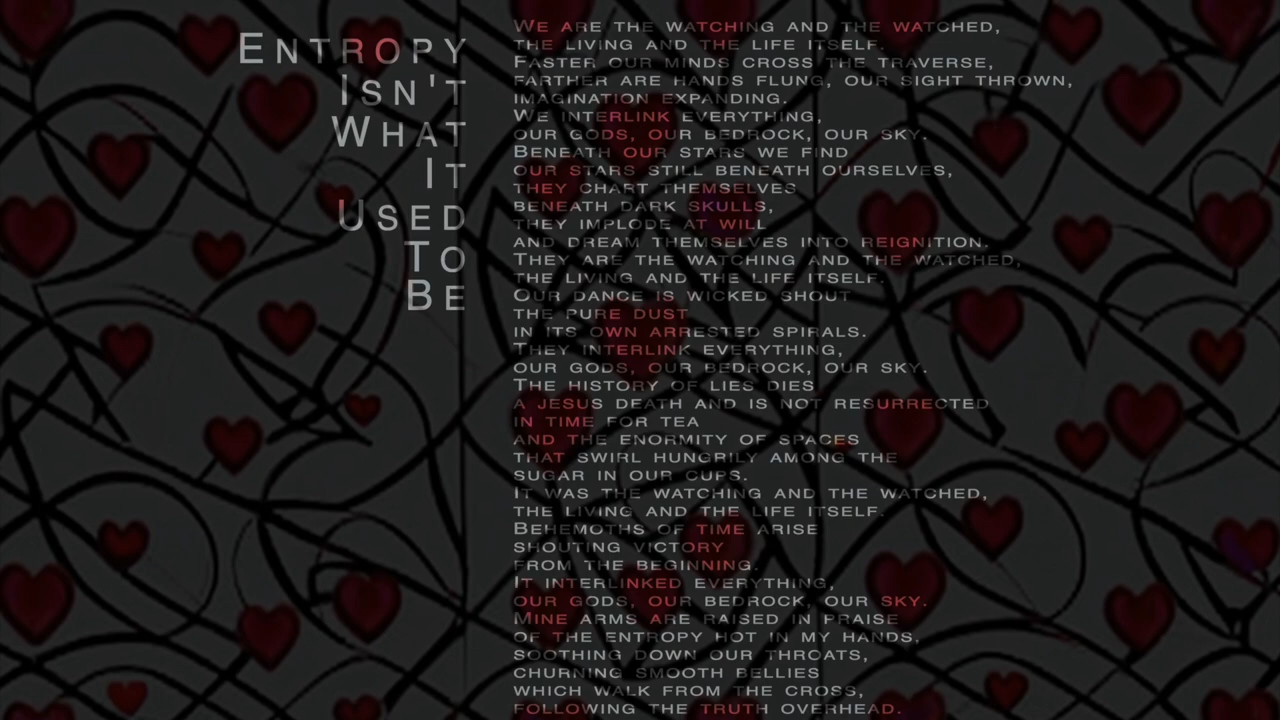 Entropy
Isn't
What
It
Used
To
Be
We are the watching and the watched,
the living and the life itself.
Faster our minds cross the traverse,
farther are hands flung, our sight thrown,
imagination expanding.
We interlink everything,
our gods, our bedrock, our sky.
Beneath our stars we find
our stars still beneath ourselves,
they chart themselves
beneath dark skulls,
they implode at will
and dream themselves into reignition.
They are the watching and the watched,
the living and the life itself.
Our dance is wicked shout
the pure dust
in its own arrested spirals.
They interlink everything,
our gods, our bedrock, our sky.
The history of lies dies
a Jesus death and is not resurrected
in time for tea
and the enormity of spaces
that swirl hungrily among the
sugar in our cups.
It was the watching and the watched,
the living and the life itself.
Behemoths of time arise
shouting victory
from the beginning.
It interlinked everything,
our gods, our bedrock, our sky.
Mine arms are raised in praise
of the entropy hot in my hands,
soothing down our throats,
churning smooth bellies
which walk from the cross,
following the truth overhead.